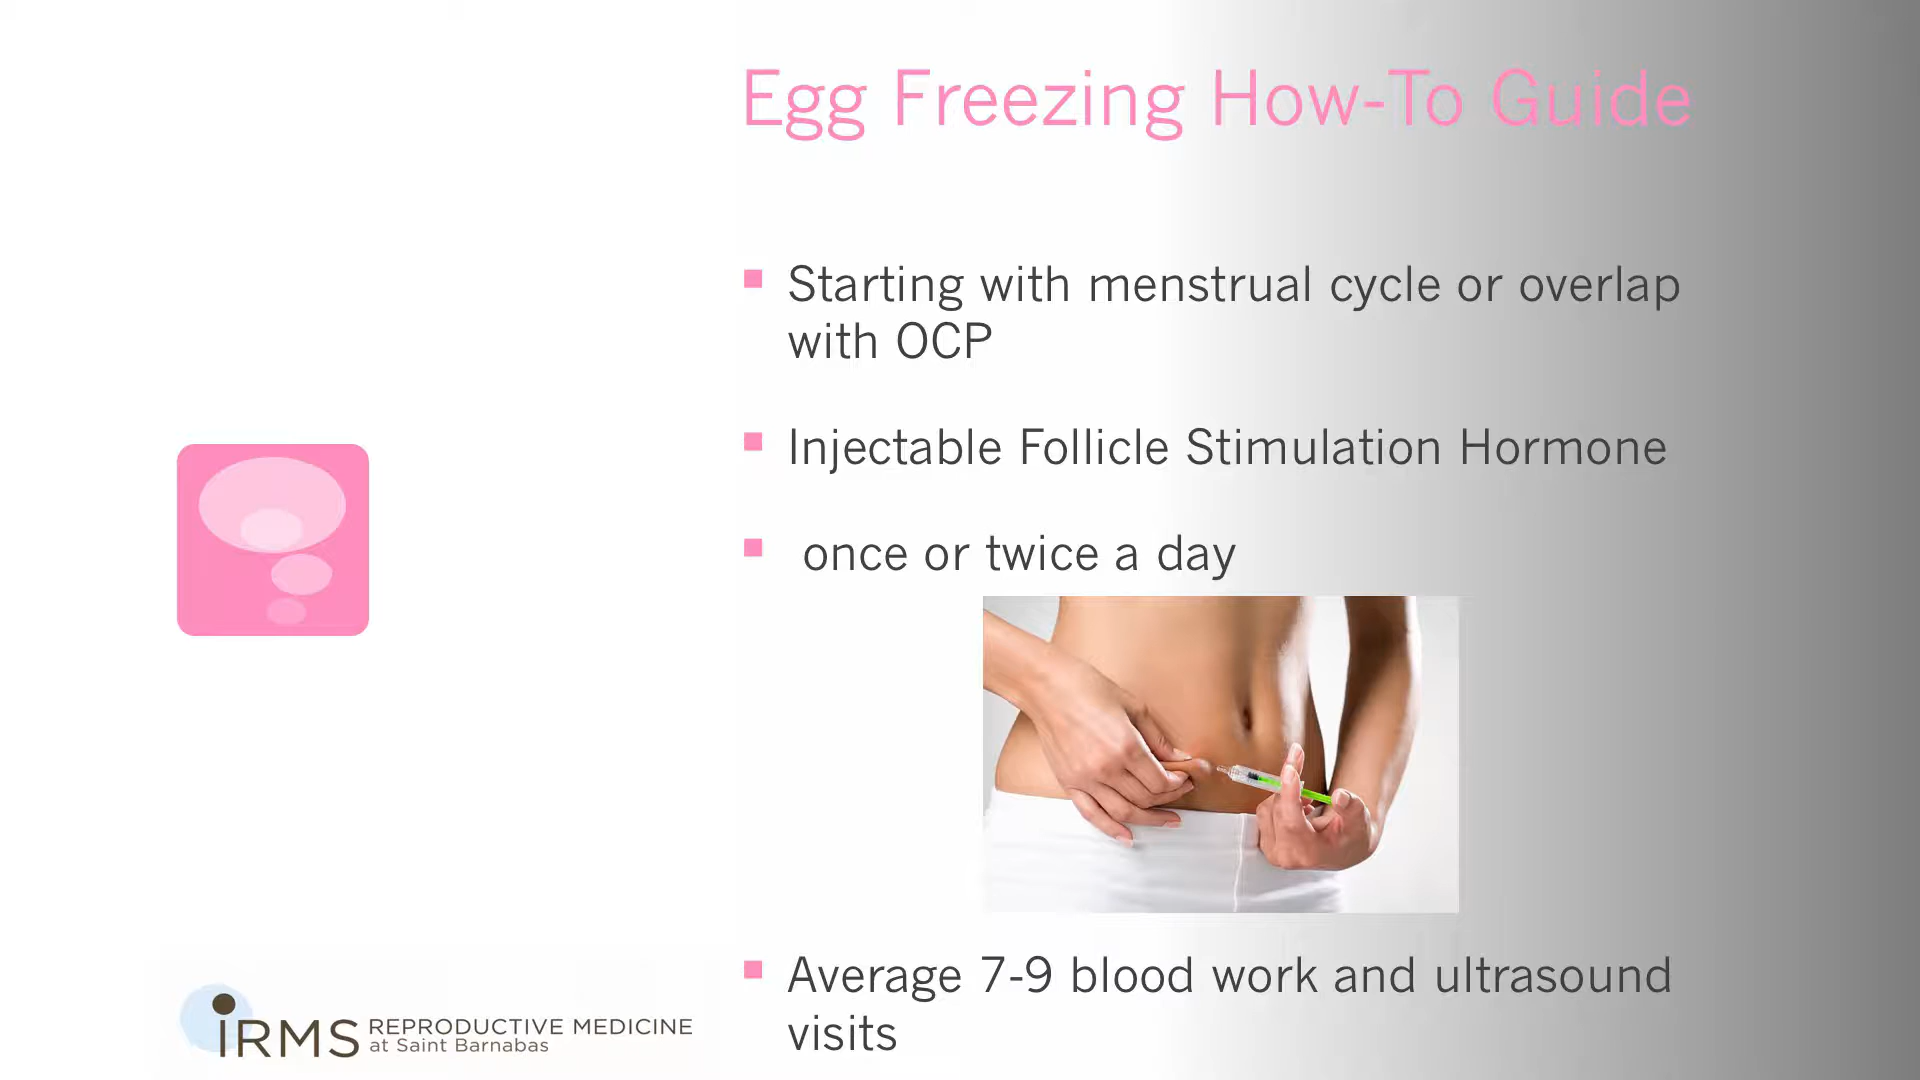 Egg Freezing How-To Guide
Starting with menstrual cycle or overlap
with OCP
Injectable Follicle Stimulation Hormone
once or twice a day
Average 7-9 blood work and ultrasound
visits
iRMS REPRODUCTIVE MEDICINE
at Saint Barnabas